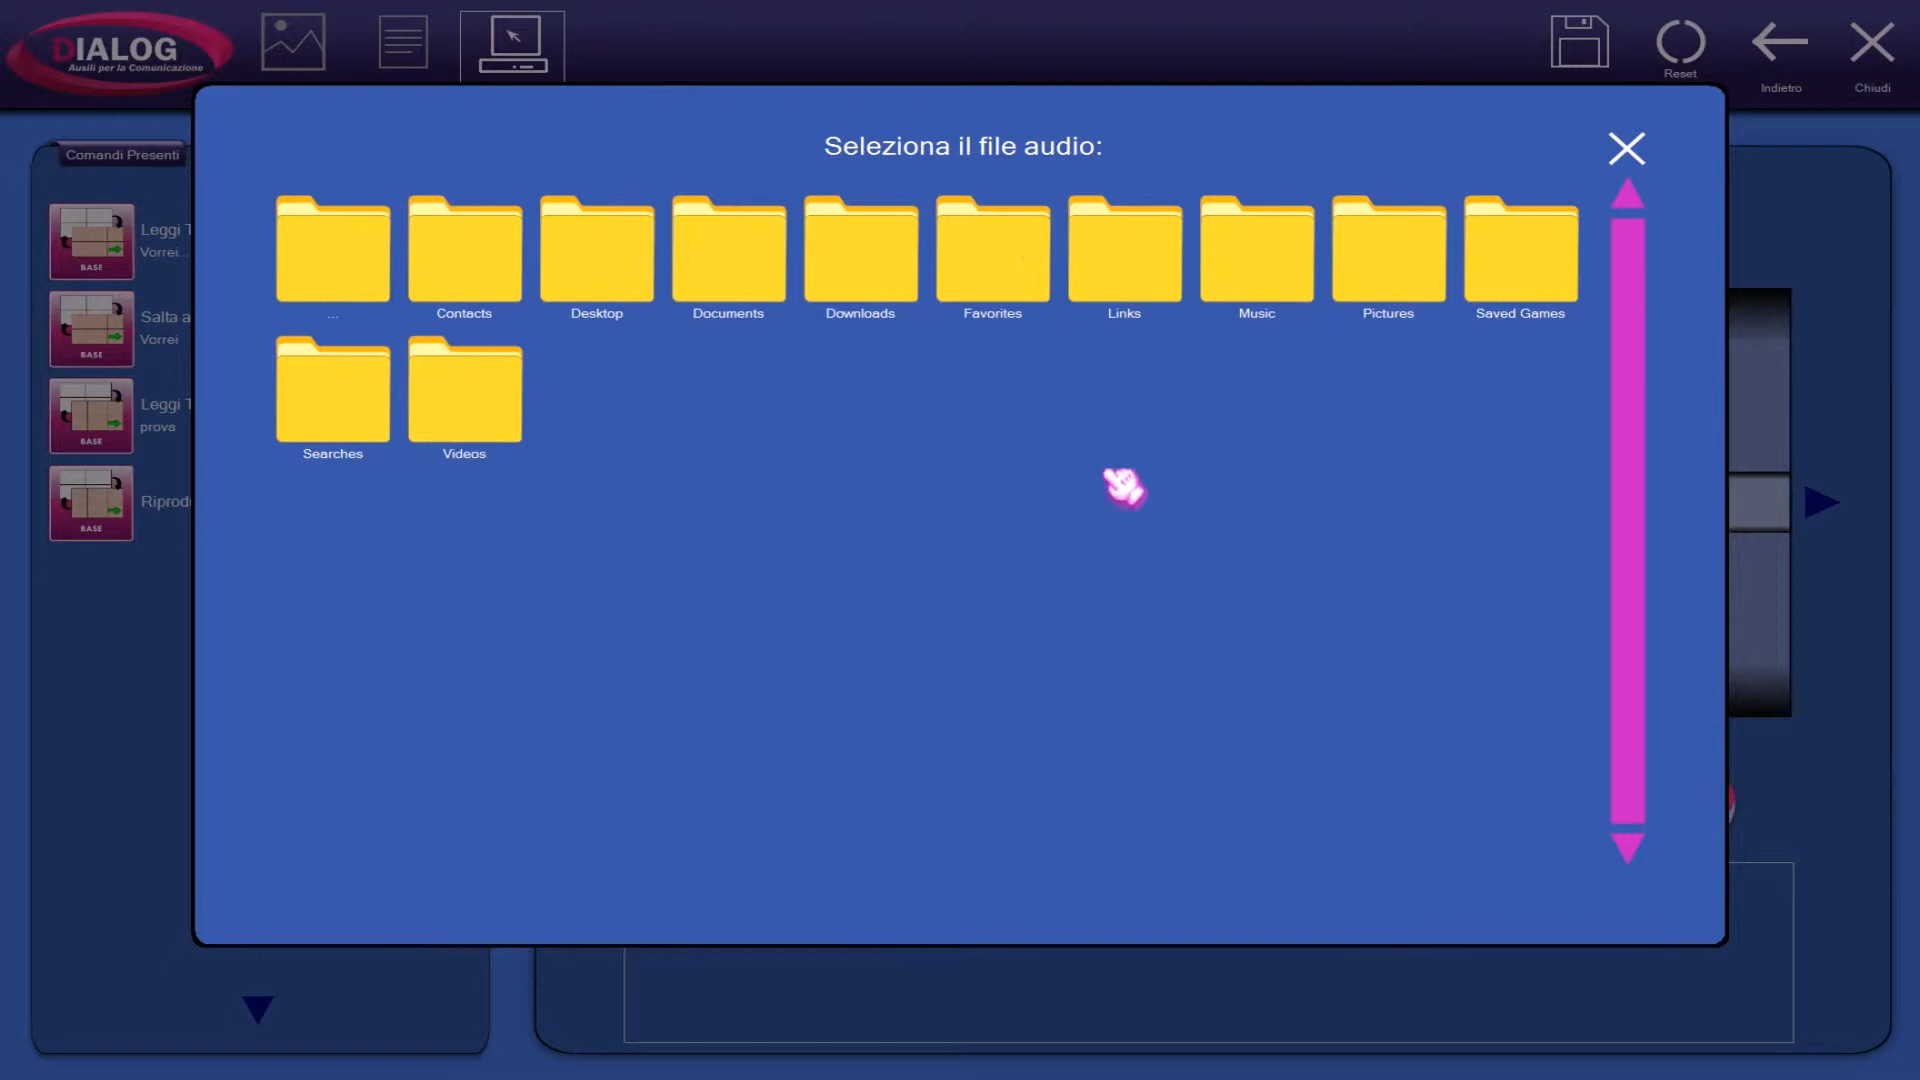 DIALOG
Ausili per la Comunicazione
Reset
Indietro
Chiudi
Comandi Presenti
Seleziona il file audio:
...
Contacts
Desktop
Documents
Downloads
Favorites
Links
Music
Pictures
Saved Games
Searches
Videos
BASE
Leggi T
Vorrei...
BASE
Salta a
Vorrei
BASE
Leggi T
prova
BASE
Riprodu